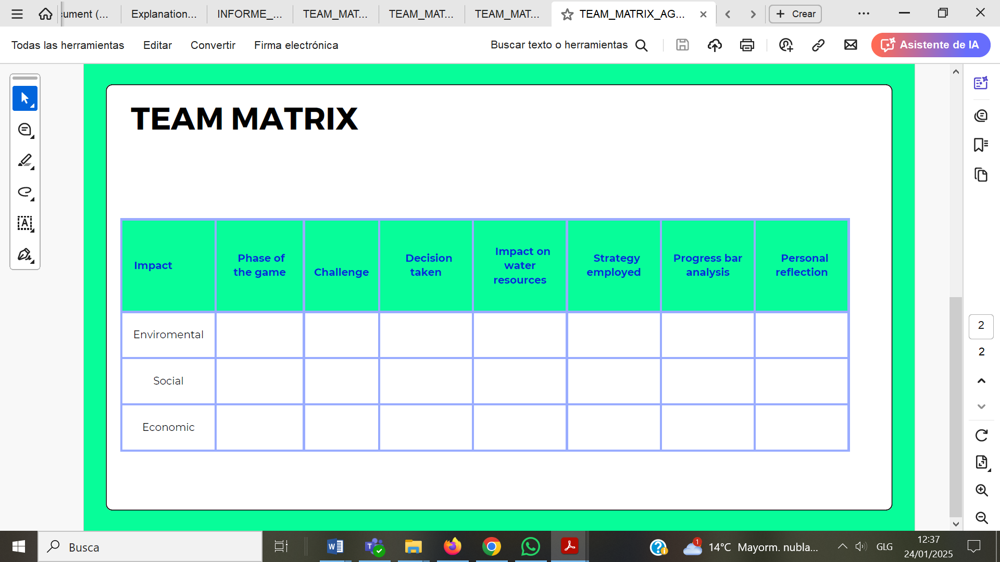 cument (...
Explanation...
INFORME_...
TEAM_MAT...
TEAM_MAT...
TEAM_MAT...
TEAM_MATRIX_AG...
Crear
Todas las herramientas
Editar
Convertir
Firma electrónica
Buscar texto o herramientas
Asistente de IA
TEAM MATRIX
Impact
Phase of
the game
Challenge
Decision
taken
Impact on
water
resources
Strategy
employed
Progress bar
analysis
Personal
reflection
Enviromental
Social
Economic
2
2
Busca
1
14°C Mayorm. nubla...
GLG
12:37
24/01/2025